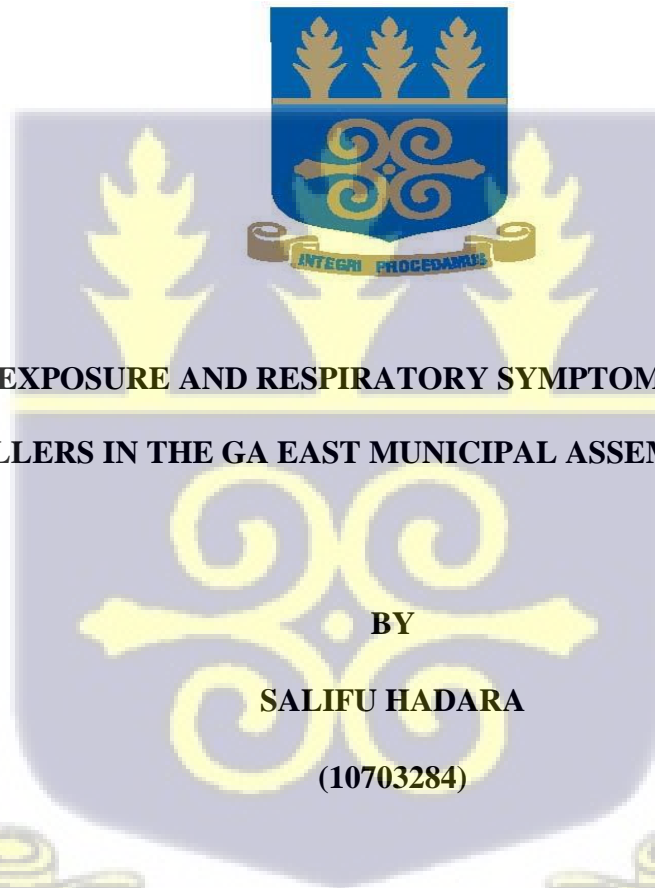 INTEGRI PROCEDAMUS
EXPOSURE AND RESPIRATORY SYMPTOM
LLERS IN THE GA EAST MUNICIPAL ASSEM
BY
SALIFU HADARA
(10703284)